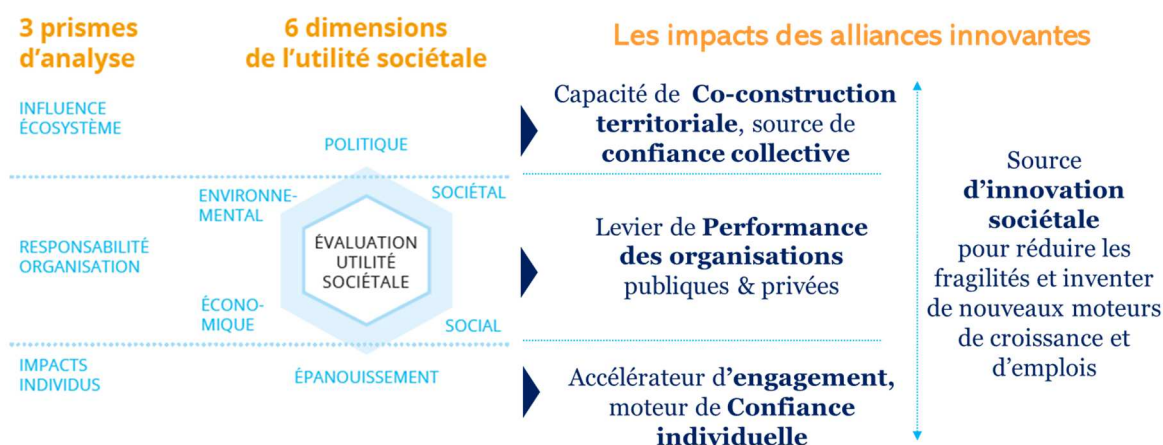 3 prismes
d'analyse
6 dimensions
de l'utilité sociétale
Les impacts des alliances innovantes
INFLUENCE
ÉCOSYSTÈME
POLITIQUE
Capacité de Co-construction
territoriale, source de
confiance collective
RESPONSABILITÉ
ORGANISATION
ENVIRONNE-
MENTAL
SOCIÉTAL
ÉVALUATION
UTILITÉ
SOCIÉTALE
ÉCONO-
MIQUE
SOCIAL
Levier de Performance
des organisations
publiques & privées
IMPACTS
INDIVIDUS
ÉPANOUISSEMENT
Accélérateur d'engagement,
moteur de Confiance
individuelle
Source
d'innovation
sociétale
pour réduire les
fragilités et inventer
de nouveaux moteurs
de croissance et
d'emplois